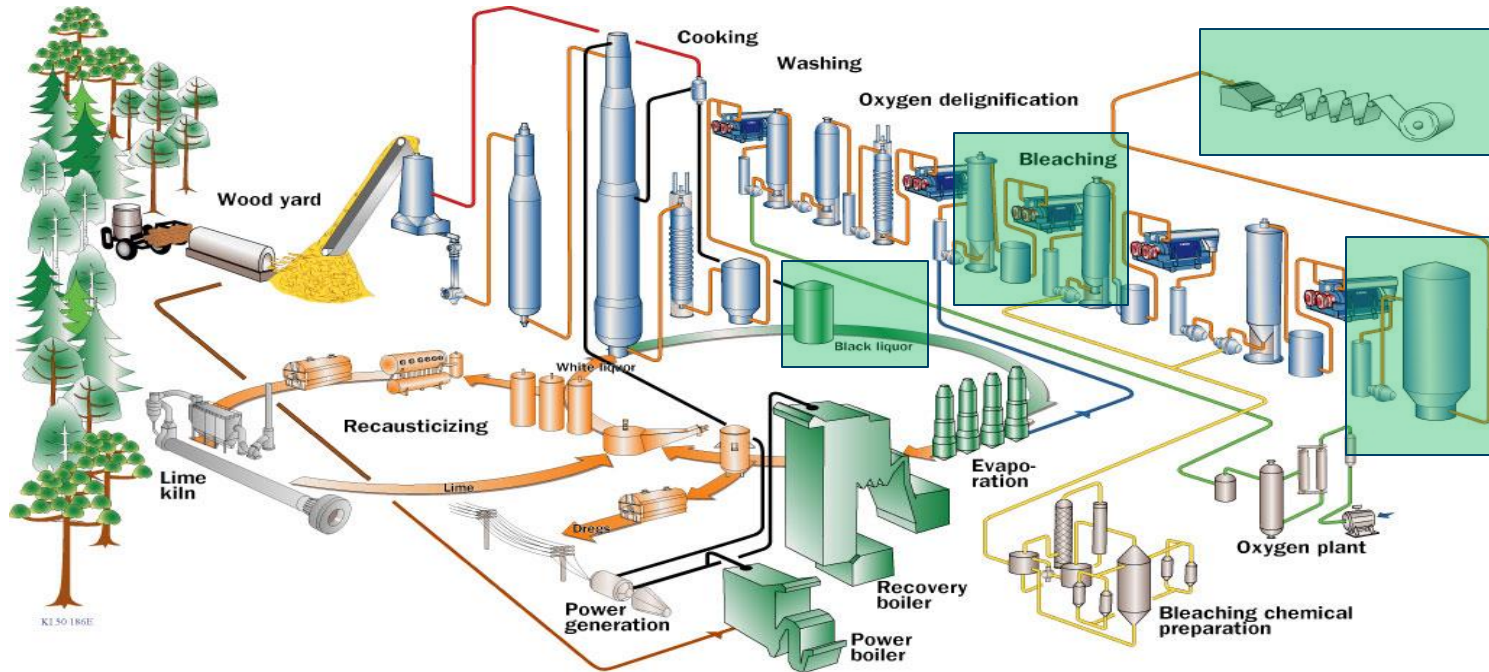 Cooking
Washing
Oxygen delignification
Bleaching
Wood yard
Black liquor
White liquor
Recausticizing
Evapo-
ration
Lime
kiln
Lime
Dregs
Oxygen plant
Recovery
boiler
Power
generation
Bleaching chemical
preparation
Power
boiler
KI 50 186E